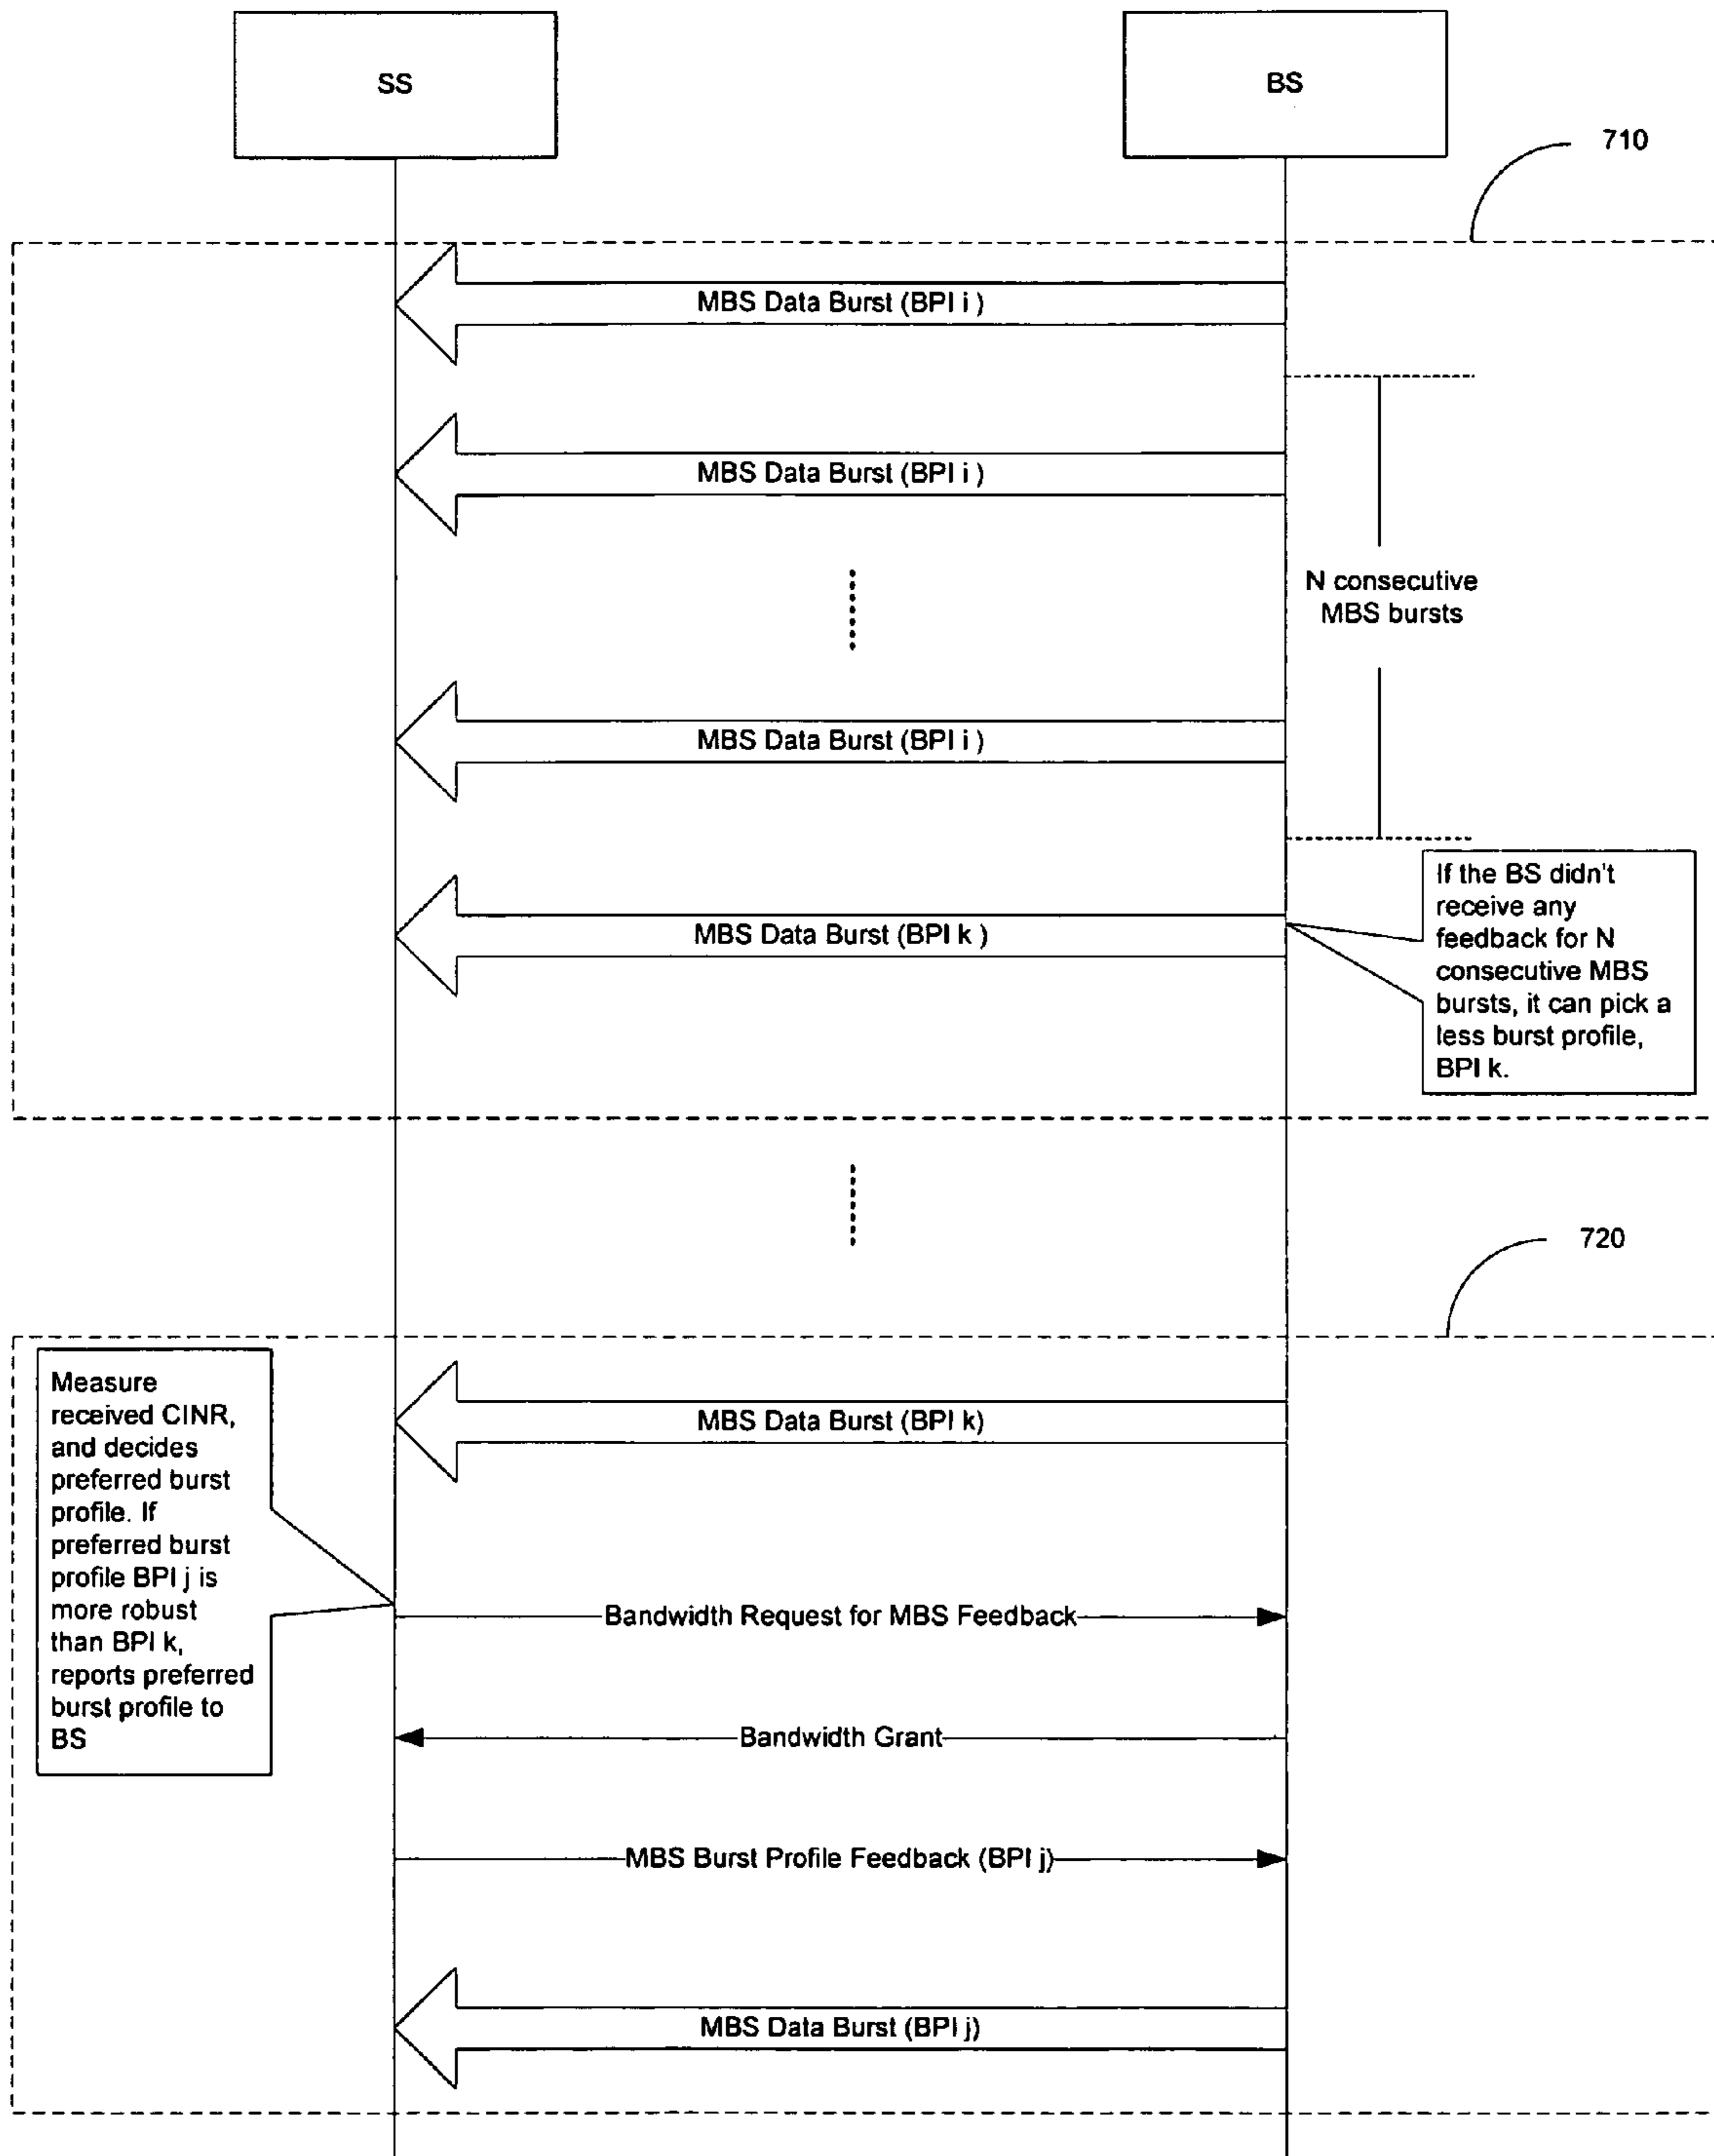 SS
BS
710
MBS Data Burst (BPI i )
MBS Data Burst (BPI i )
N consecutive
MBS bursts
MBS Data Burst (BPI i )
If the BS didn't
receive any
feedback for N
consecutive MBS
bursts, it can pick a
less burst profile,
BPI k.
MBS Data Burst (BPI k )
720
Measure
received CINR,
and decides
preferred burst
profile. If
preferred burst
profile BPI j is
more robust
than BPI k,
reports preferred
burst profile to
BS
MBS Data Burst (BPI k)
Bandwidth Request for MBS Feedback
Bandwidth Grant
MBS Burst Profile Feedback (BPI j)
MBS Data Burst (BPI j)